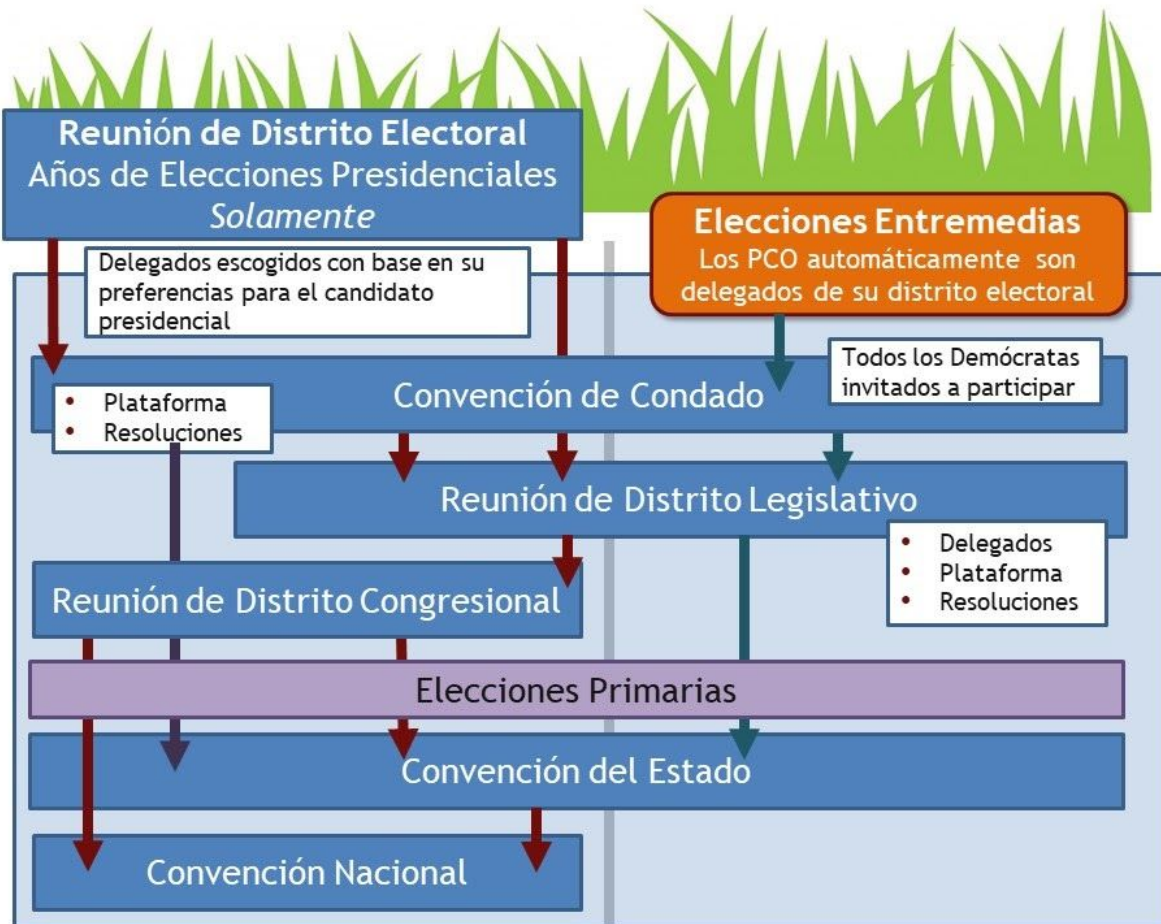 Reunión de Distrito Electoral
Años de Elecciones Presidenciales
Solamente
Elecciones Entremedias
Los PCO automáticamente son
delegados de su distrito electoral
Delegados escogidos con base en su
preferencias para el candidato
presidencial
Todos los Demócratas
invitados a participar
Convención de Condado
• Plataforma
• Resoluciones
Reunión de Distrito Legislativo
• Delegados
• Plataforma
• Resoluciones
Reunión de Distrito Congresional
Elecciones Primarias
Convención del Estado
Convención Nacional